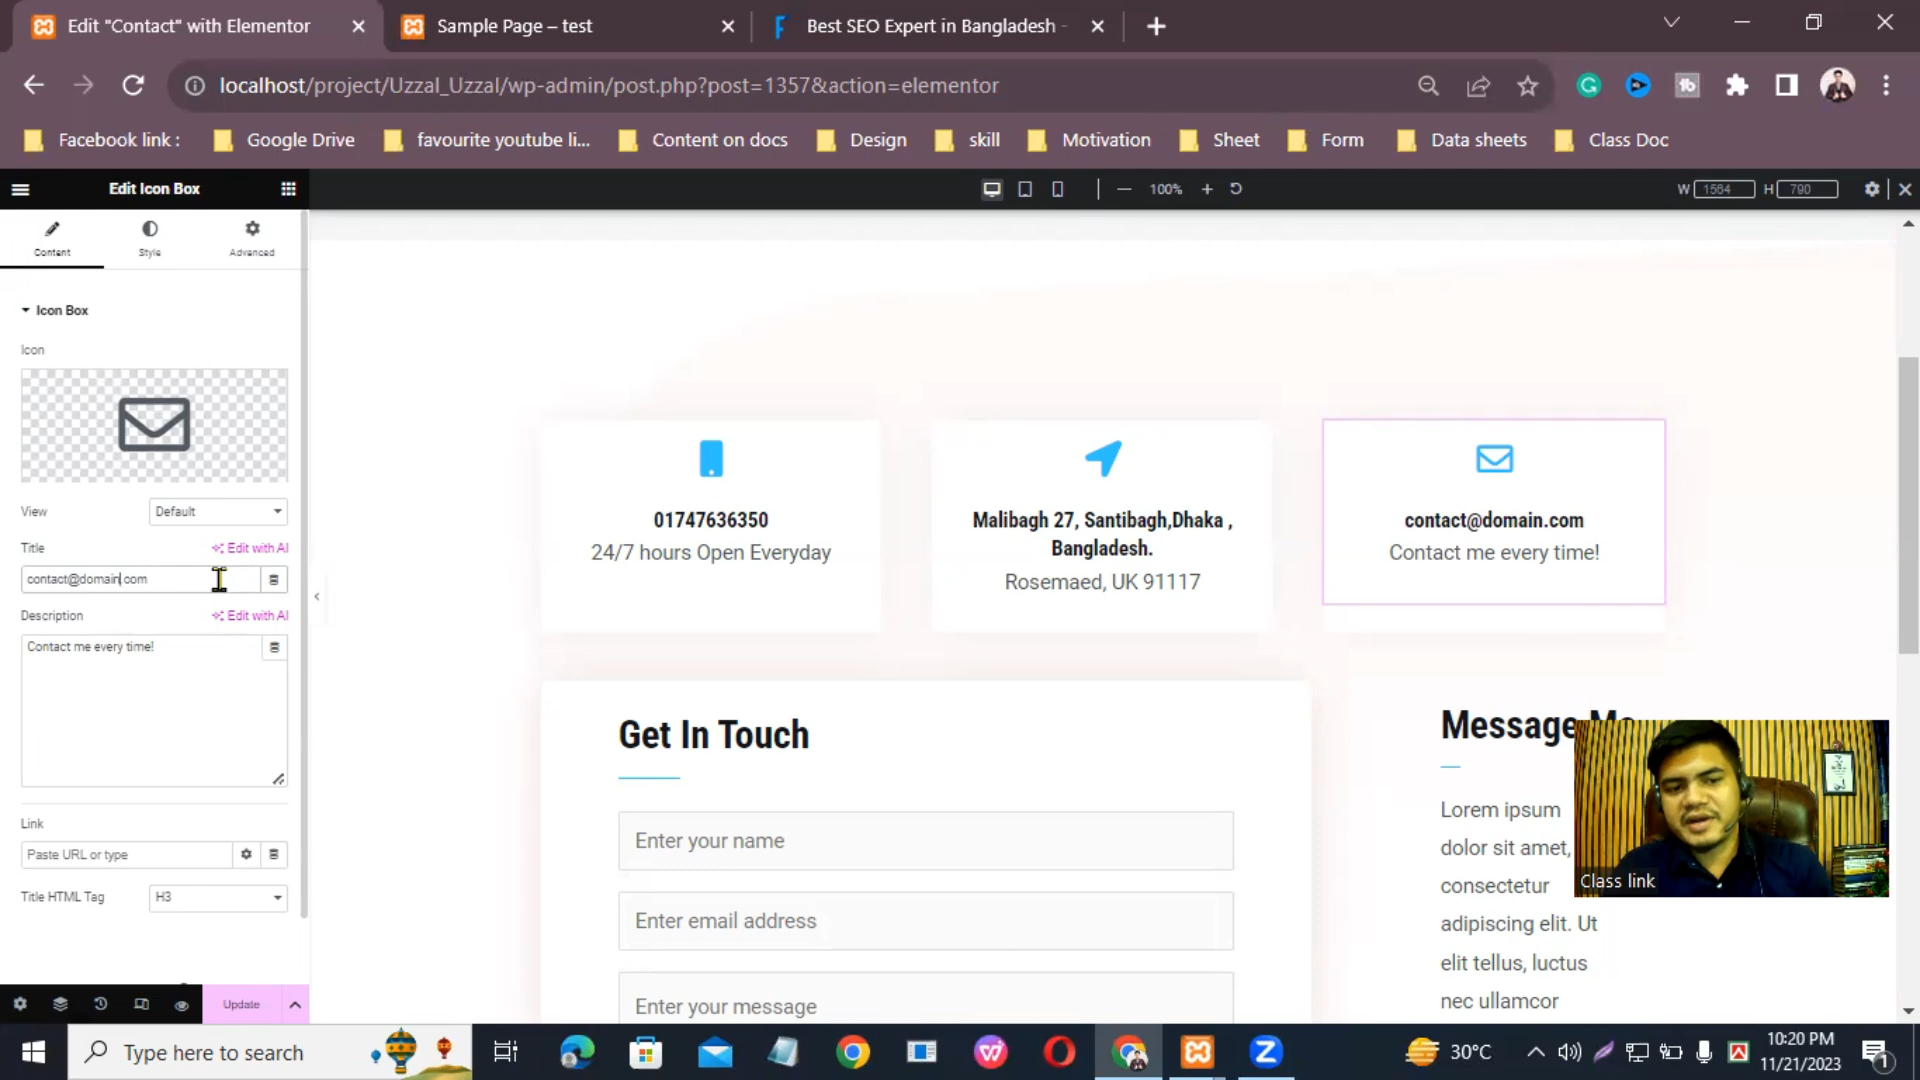 Edit "Contact" with Elementor
Sample Page – test
Best SEO Expert in Bangladesh -
localhost/project/Uzzal_Uzzal/wp-admin/post.php?post=1357&action=elementor
Facebook link :
Google Drive
favourite youtube li...
Content on docs
Design
skill
Motivation
Sheet
Form
Data sheets
Class Doc
Edit Icon Box
100%
W 1564 H 790
Content
Style
Advanced
Icon Box
Icon
View Default
Title Edit with AI
contact@domain.com
Description Edit with AI
Contact me every time!
Link
Paste URL or type
Title HTML Tag H3
Update
01747636350
24/7 hours Open Everyday
Malibagh 27, Santibagh,Dhaka ,
Bangladesh.
Rosemaed, UK 91117
contact@domain.com
Contact me every time!
Get In Touch
Enter your name
Enter email address
Enter your message
Message Me
Lorem ipsum
dolor sit amet,
consectetur
adipiscing elit. Ut
elit tellus, luctus
nec ullamcor
Class link
Type here to search
30°C
10:20 PM
11/21/2023
1